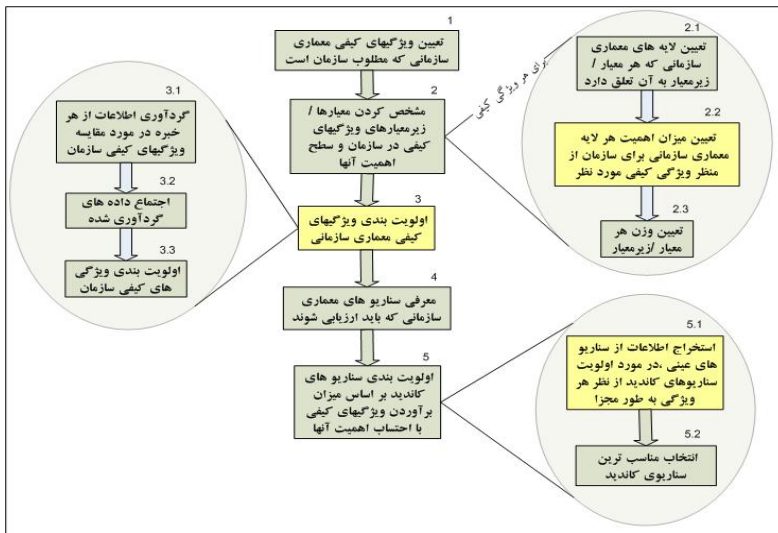 1
تعیین ویژگیهای کیفی معماری
سازمانی که مطلوب سازمان است
2
مشخص کردن معیارها /
زیرمعیارهای ویژگیهای
کیفی در سازمان و سطح
اهمیت آنها
برای هر ویژگی کیفی
2.1
تعیین لایه های معماری
سازمانی که هر معیار /
زیرمعیار به آن تعلق دارد
2.2
تعیین میزان اهمیت هر لایه
معماری سازمانی برای سازمان از
منظر ویژگی کیفی مورد نظر
2.3
تعیین وزن هر
معیار /زیرمعیار
3
اولویت بندی ویژگیهای
کیفی معماری سازمانی
3.1
گردآوری اطلاعات از هر
خبره در مورد مقایسه
ویژگیهای کیفی سازمان
3.2
اجتماع داده های
گردآوری شده
3.3
اولویت بندی ویژگی
های کیفی سازمان
4
معرفی سناریو های معماری
سازمانی که باید ارزیابی شوند
5
اولویت بندی سناریو های
کاندید بر اساس میزان
برآوردن ویژگیهای کیفی
با احتساب اهمیت آنها
5.1
استخراج اطلاعات از سناریو
های عینی ،در مورد اولویت
سناریوهای کاندید از نظر هر
ویژگی به طور مجزا
5.2
انتخاب مناسب ترین
سناریوی کاندید